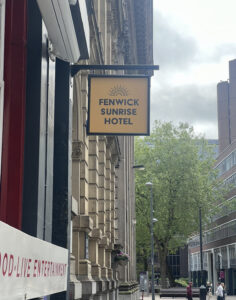 FENWICK
SUNRISE
HOTEL
OOD-LIVE ENTERTAINMENT